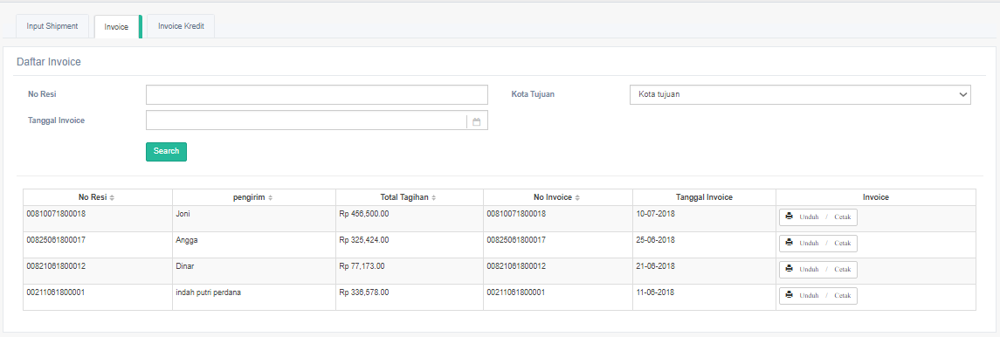 Input Shipment Invoice Invoice Kredit
Daftar Invoice
No Resi Kota Tujuan Kota tujuan
Tanggal Invoice
Search
No Resi pengirim Total Tagihan No Invoice Tanggal Invoice Invoice
00810071800018 Joni Rp 456,500.00 00810071800018 10-07-2018 Unduh / Cetak
00825061800017 Angga Rp 325,424.00 00825061800017 25-06-2018 Unduh / Cetak
00821061800012 Dinar Rp 77,173.00 00821061800012 21-06-2018 Unduh / Cetak
00211061800001 indah putri perdana Rp 336,578.00 00211061800001 11-06-2018 Unduh / Cetak